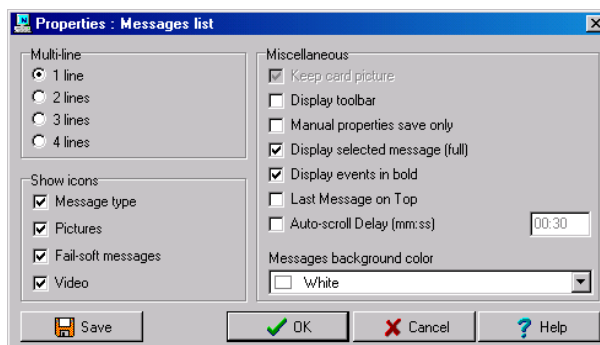 Properties : Messages list
Multi-line
1 line
2 lines
3 lines
4 lines
Show icons
Message type
Pictures
Fail-soft messages
Video
Miscellaneous
Keep card picture
Display toolbar
Manual properties save only
Display selected message (full)
Display events in bold
Last Message on Top
Auto-scroll Delay (mm:ss) 00:30
Messages background color
White
Save OK Cancel Help